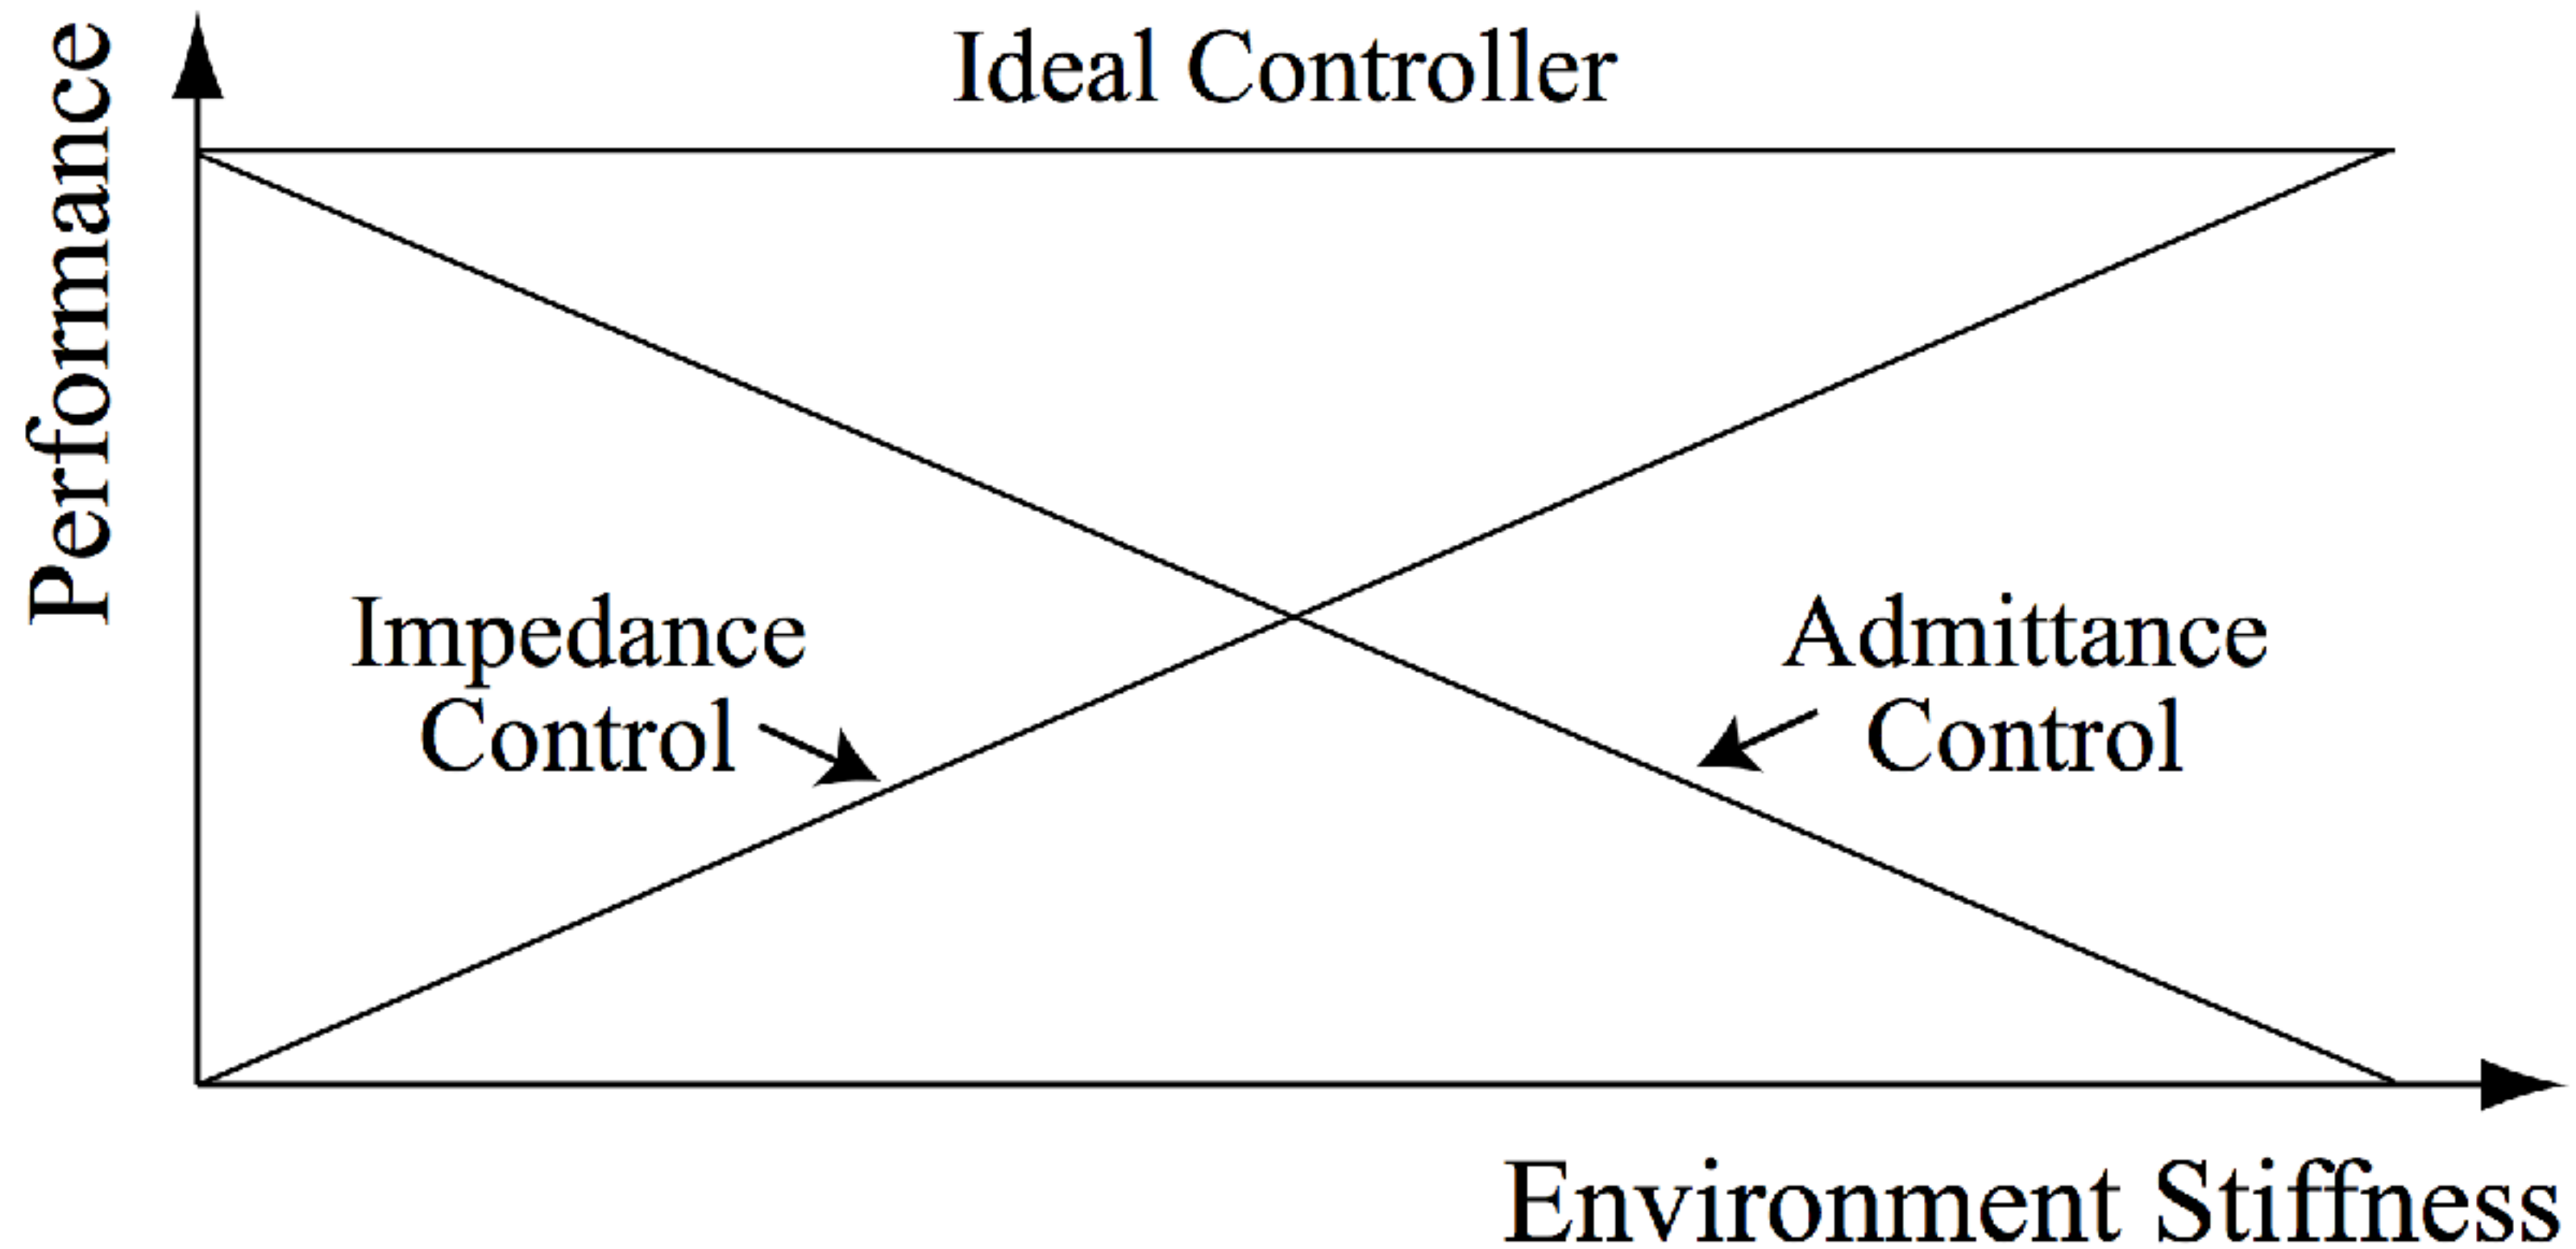 Ideal Controller
Performance
Impedance
Control
Admittance
Control
Environment Stiffness